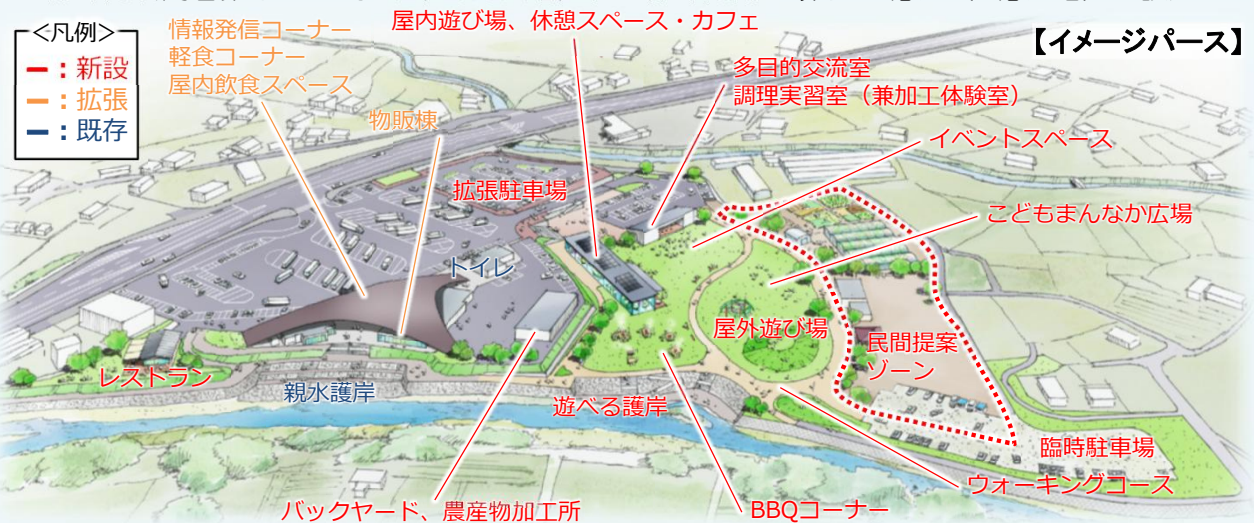 <凡例>
ー：新設
ー：拡張
ー：既存
【イメージパース】
情報発信コーナー
軽食コーナー
屋内飲食スペース
屋内遊び場、休憩スペース・カフェ
多目的交流室
調理実習室（兼加工体験室）
物販棟
イベントスペース
拡張駐車場
こどもまんなか広場
トイレ
屋外遊び場
民間提案
ゾーン
レストラン
親水護岸
遊べる護岸
臨時駐車場
ウォーキングコース
バックヤード、農産物加工所
BBQコーナー